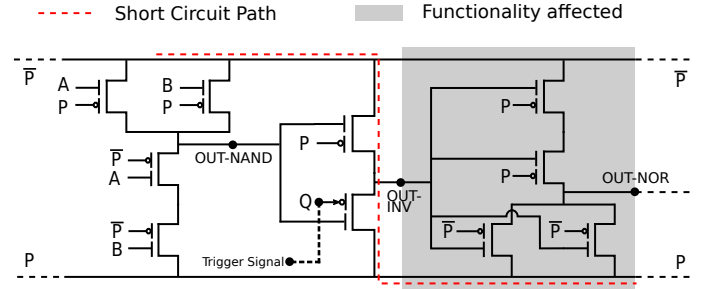 Short Circuit Path
Functionality affected
P̅
P̅
A
B
P
P
P
P
OUT-NAND
P̅
A
P
OUT-NOR
Q
OUT-
INV
P̅
B
P̅
P̅
Trigger Signal
P
P